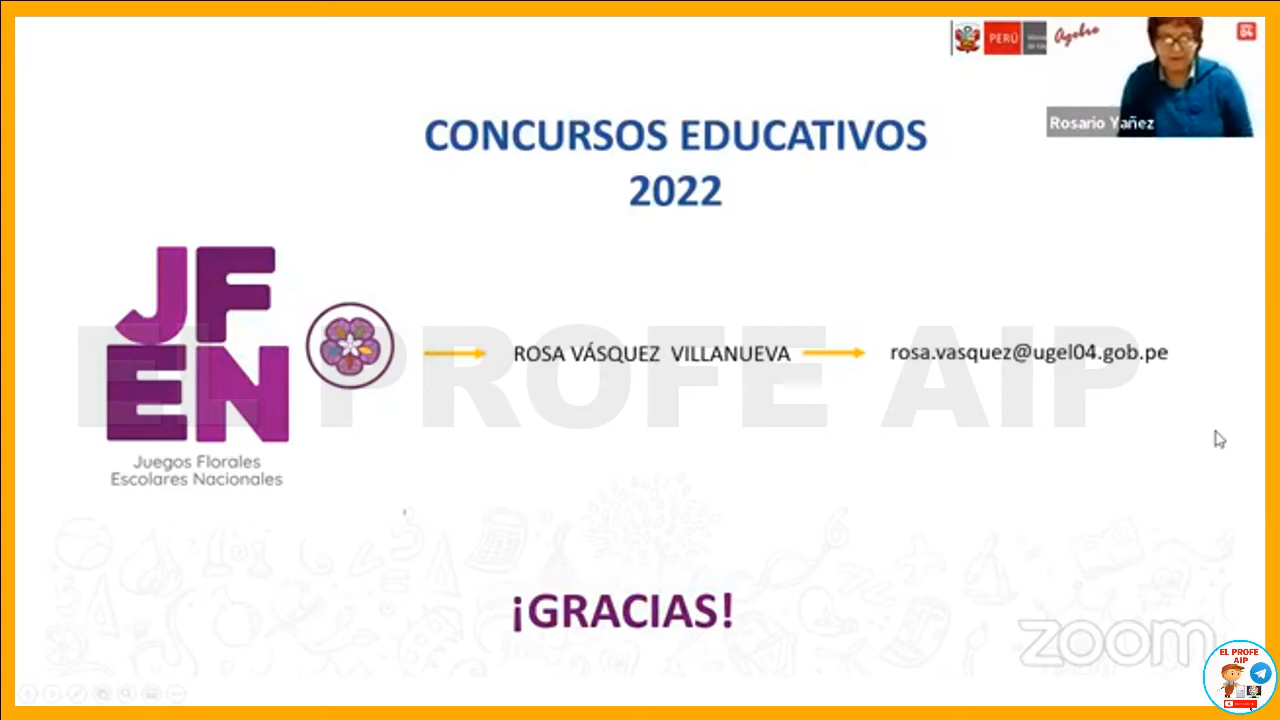 PERÚ
Rosario Yañez
CONCURSOS EDUCATIVOS
2022
JF
EN
Juegos Florales
Escolares Nacionales
ROSA VÁSQUEZ VILLANUEVA
rosa.vasquez@ugel04.gob.pe
EL PROFE AIP
¡GRACIAS!
zoom
EL PROFE
AIP